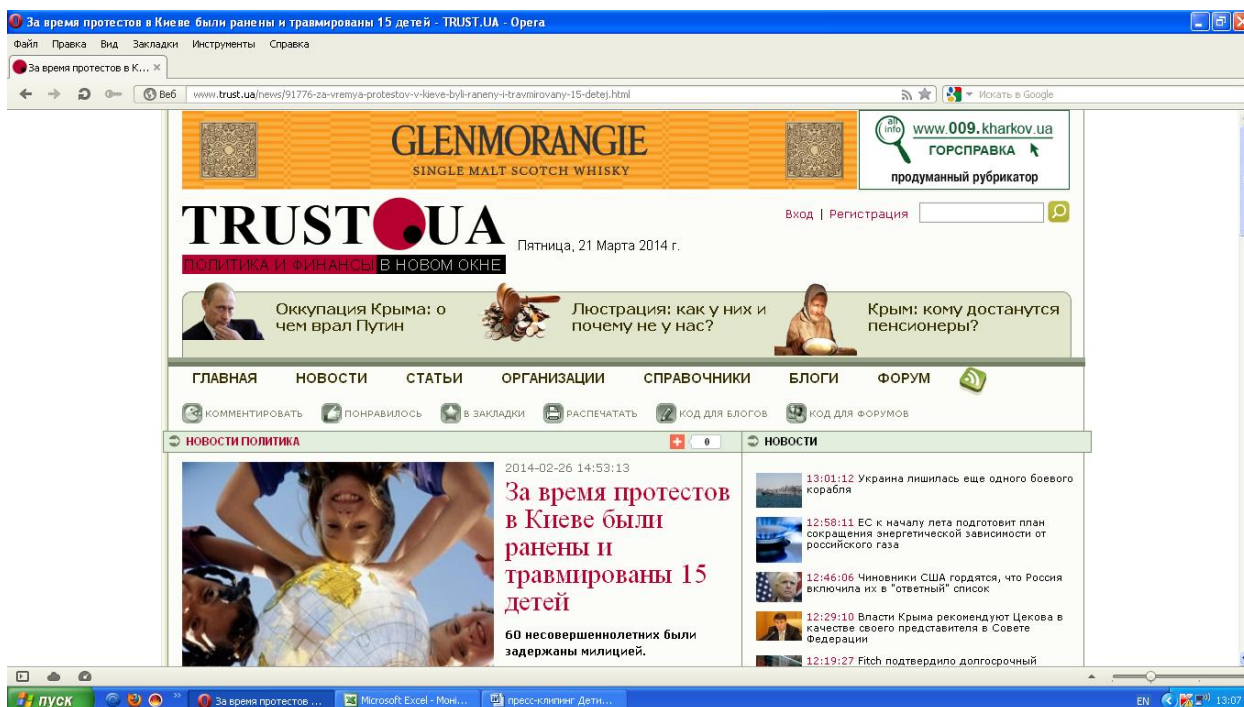 За время протестов в Киеве были ранены и травмированы 15 детей - TRUST.UA - Opera
Файл Правка Вид Закладки Инструменты Справка
За время протестов в К...
Веб www.trust.ua/news/91776-za-vremya-protestov-v-kieve-byli-raneny-i-travmirovany-15-detej.html Искать в Google
GLENMORANGIE
SINGLE MALT SCOTCH WHISKY
all info
www.009.kharkov.ua
ГОРСПРАВКА
продуманный рубрикатор
TRUST.UA
ПОЛИТИКА И ФИНАНСЫ В НОВОМ ОКНЕ
Пятница, 21 Марта 2014 г.
Вход | Регистрация
Оккупация Крыма: о
чем врал Путин
Люстрация: как у них и
почему не у нас?
Крым: кому достанутся
пенсионеры?
ГЛАВНАЯ НОВОСТИ СТАТЬИ ОРГАНИЗАЦИИ СПРАВОЧНИКИ БЛОГИ ФОРУМ
КОММЕНТИРОВАТЬ ПОНРАВИЛОСЬ В ЗАКЛАДКИ РАСПЕЧАТАТЬ КОД ДЛЯ БЛОГОВ КОД ДЛЯ ФОРУМОВ
НОВОСТИ ПОЛИТИКА 0
2014-02-26 14:53:13
За время протестов
в Киеве были
ранены и
травмированы 15
детей
60 несовершеннолетних были
задержаны милицией.
НОВОСТИ
13:01:12 Украина лишилась еще одного боевого
корабля
12:58:11 ЕС к началу лета подготовит план
сокращения энергетической зависимости от
российского газа
12:46:06 Чиновники США гордятся, что Россия
включила их в "ответный" список
12:29:10 Власти Крыма рекомендуют Цекова в
качестве своего представителя в Совете
Федерации
12:19:27 Fitch подтвердило долгосрочный
пуск
За время протестов ...
Microsoft Excel - Моні...
пресс-клипинг Дети...
EN 13:07